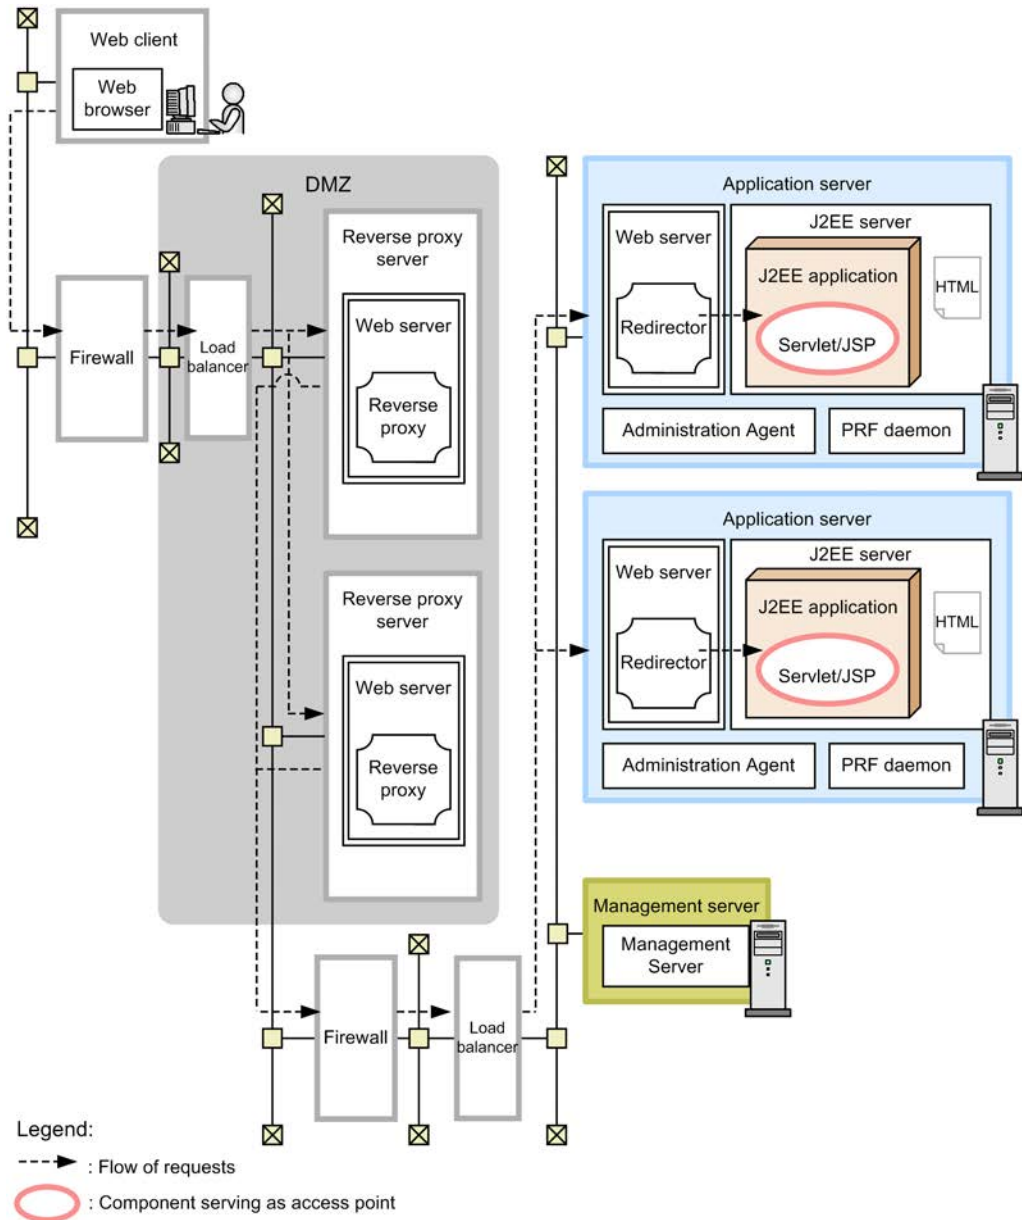 Web client
Web
browser
DMZ
Reverse proxy
server
Web server
Reverse
proxy
Firewall
Load
balancer
Reverse proxy
server
Web server
Reverse
proxy
Application server
Web server
Redirector
J2EE server
J2EE application
Servlet/JSP
HTML
Administration Agent
PRF daemon
Application server
Web server
Redirector
J2EE server
J2EE application
Servlet/JSP
HTML
Administration Agent
PRF daemon
Management server
Management
Server
Firewall
Load
balancer
Legend:
: Flow of requests
: Component serving as access point